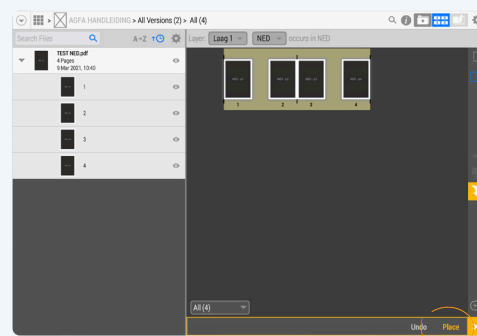 AGFA HANDLEIDING > All Versions (2) > All (4)
Search Files
A→Z
Layer: Laag 1 NED occurs in NED
TEST NED.pdf
4 Pages
9 Mar 2021, 10:40
1
2
3
4
1 2 3 4
All (4)
Undo Place